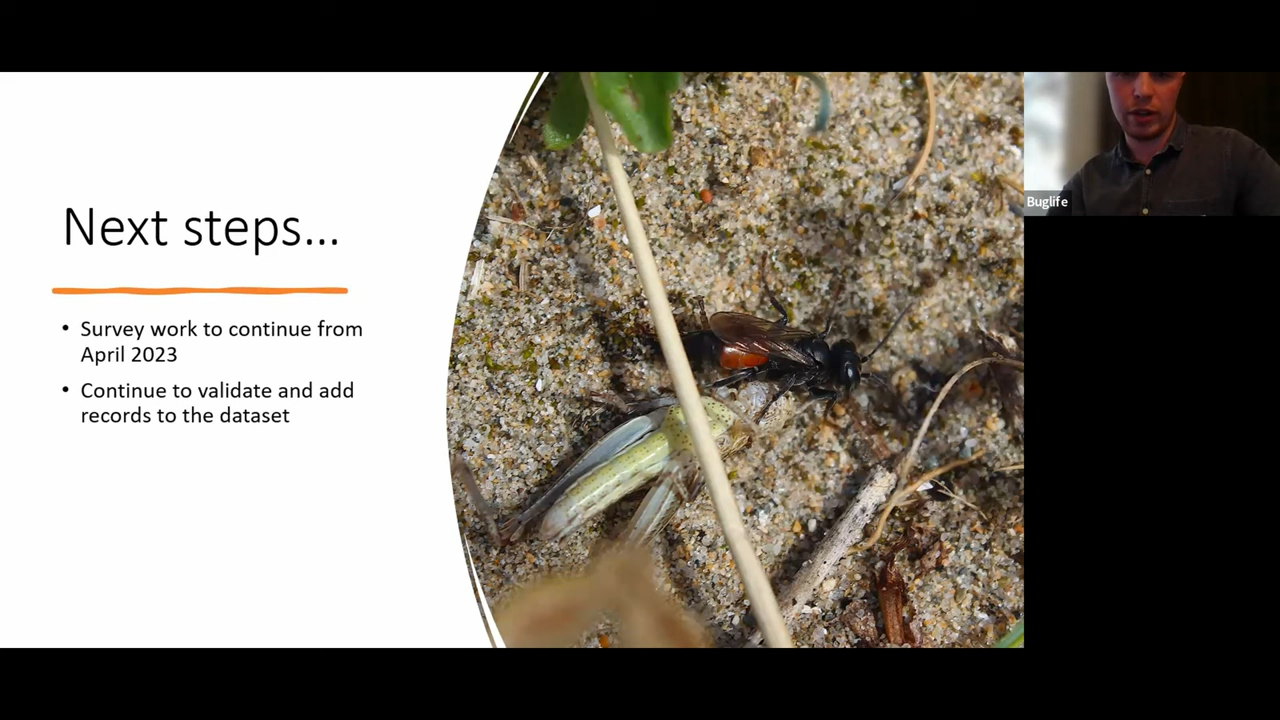 Next steps...
• Survey work to continue from
April 2023
• Continue to validate and add
records to the dataset
Buglife